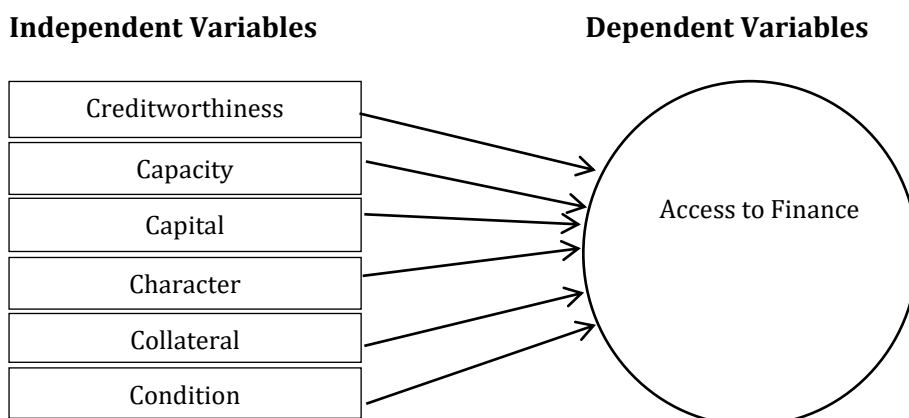 Independent Variables
Dependent Variables
Creditworthiness
Capacity
Capital
Character
Collateral
Condition
Access to Finance